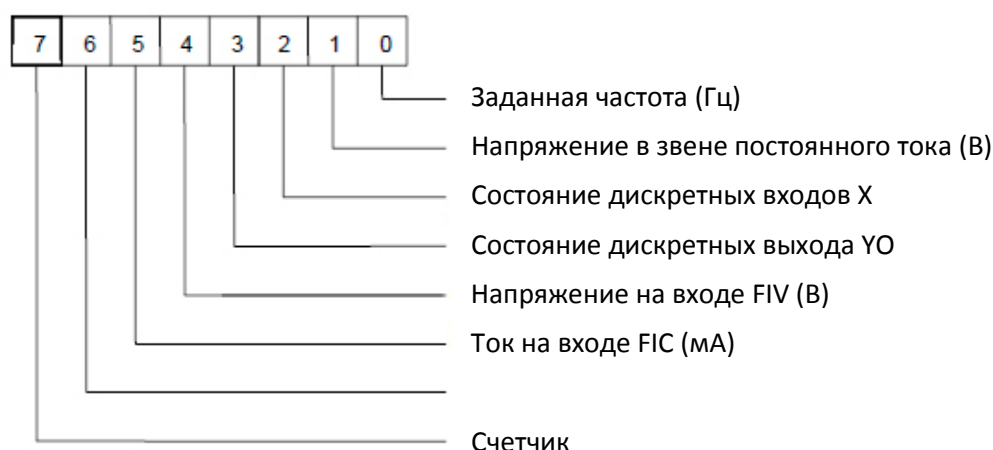 7 6 5 4 3 2 1 0
Заданная частота (Гц)
Напряжение в звене постоянного тока (В)
Состояние дискретных входов X
Состояние дискретных выхода YO
Напряжение на входе FIV (В)
Ток на входе FIC (мА)
Счетчик